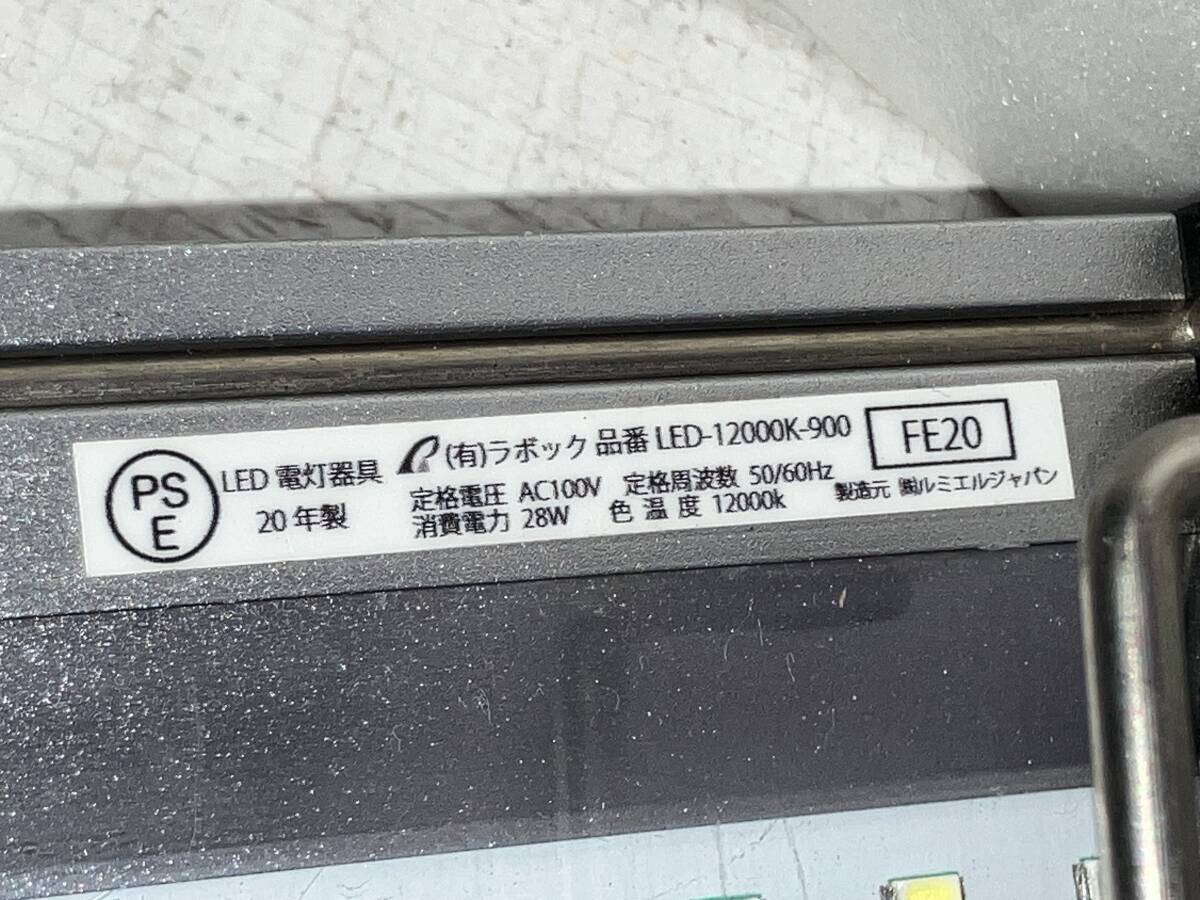 PS
E
LED 電灯器具
20 年製
(有)ラボック 品番 LED-12000K-900
定格電圧 AC100V 定格周波数 50/60Hz
消費電力 28W 色温度 12000k
FE20
製造元 ㈱ルミエルジャパン